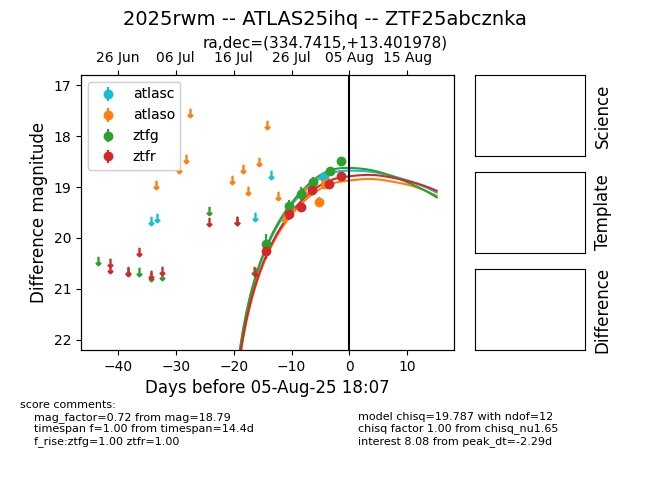 2025rwm -- ATLAS25ihq -- ZTF25abcznka
ra,dec=(334.7415,+13.401978)
26 Jun 06 Jul 16 Jul 26 Jul 05 Aug 15 Aug
atlasc
atlaso
ztfg
ztfr
17
18
19
20
21
22
Difference magnitude
−40 −30 −20 −10 0 10
Days before 05-Aug-25 18:07
Science
Template
Difference
score comments:
mag_factor=0.72 from mag=18.79
timespan f=1.00 from timespan=14.4d
f_rise:ztfg=1.00 ztfr=1.00
model chisq=19.787 with ndof=12
chisq factor 1.00 from chisq_nu1.65
interest 8.08 from peak_dt=-2.29d